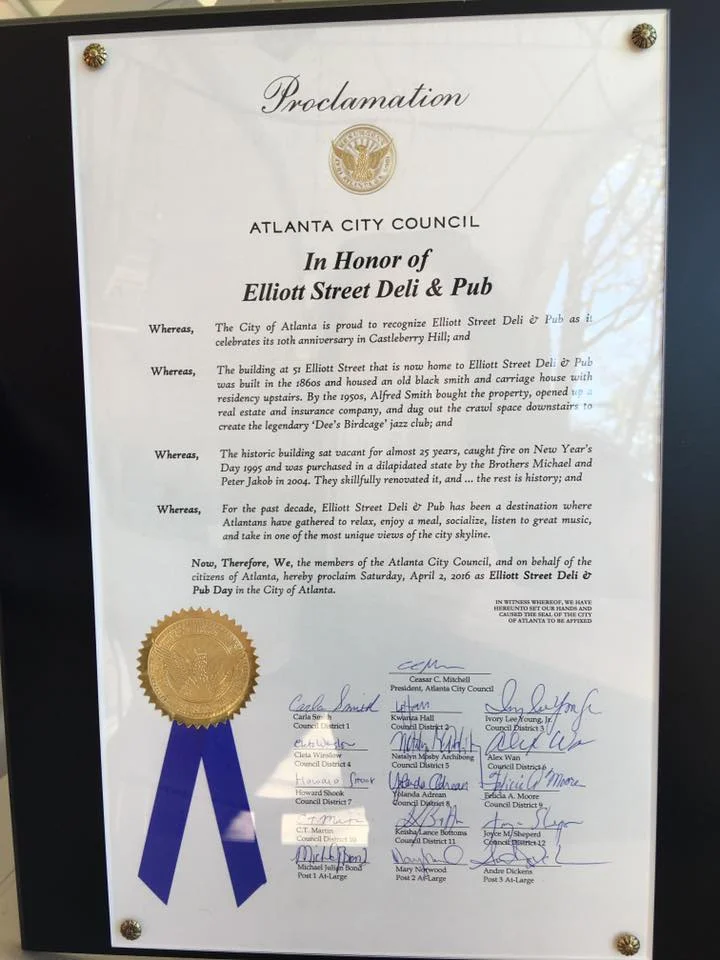 Proclamation
ATLANTA CITY COUNCIL
In Honor of
Elliott Street Deli & Pub
Whereas, The City of Atlanta is proud to recognize Elliott Street Deli & Pub as it
celebrates its 10th anniversary in Castleberry Hill; and
Whereas, The building at 51 Elliott Street that is now home to Elliott Street Deli & Pub
was built in the 1860s and housed an old black smith and carriage house with
residency upstairs. By the 1950s, Alfred Smith bought the property, opened up a
real estate and insurance company, and dug out the crawl space downstairs to
create the legendary 'Dee's Birdcage' jazz club; and
Whereas, The historic building sat vacant for almost 25 years, caught fire on New Year's
Day 1995 and was purchased in a dilapidated state by the Brothers Michael and
Peter Jakob in 2004. They skillfully renovated it, and ... the rest is history; and
Whereas, For the past decade, Elliott Street Deli & Pub has been a destination where
Atlantans have gathered to relax, enjoy a meal, socialize, listen to great music,
and take in one of the most unique views of the city skyline.
Now, Therefore, We, the members of the Atlanta City Council, and on behalf of the
citizens of Atlanta, hereby proclaim Saturday, April 2, 2016 as Elliott Street Deli &
Pub Day in the City of Atlanta.
IN WITNESS WHEREOF, WE HAVE
HEREUNTO SET OUR HANDS AND
CAUSED THE SEAL OF THE CITY
OF ATLANTA TO BE AFFIXED
Ceasar C. Mitchell
President, Atlanta City Council
Carla Smith
Carla Smith Kwanza Hall Ivory Lee Young, Jr.
Council District 1 Council District 2 Council District 3
Cleta Winslow Natalyn Mosby Archibong Alex Wan
Council District 4 Council District 5 Council District 6
Howard Shook Yolanda Adrean Felicia A. Moore
Howard Shook Yolanda Adrean Felicia A. Moore
Council District 7 Council District 8 Council District 9
C.T. Martin Keisha Lance Bottoms Joyce M. Sheperd
Council District 10 Council District 11 Council District 12
Michael Julian Bond Mary Norwood Andre Dickens
Post 1 At-Large Post 2 At-Large Post 3 At-Large